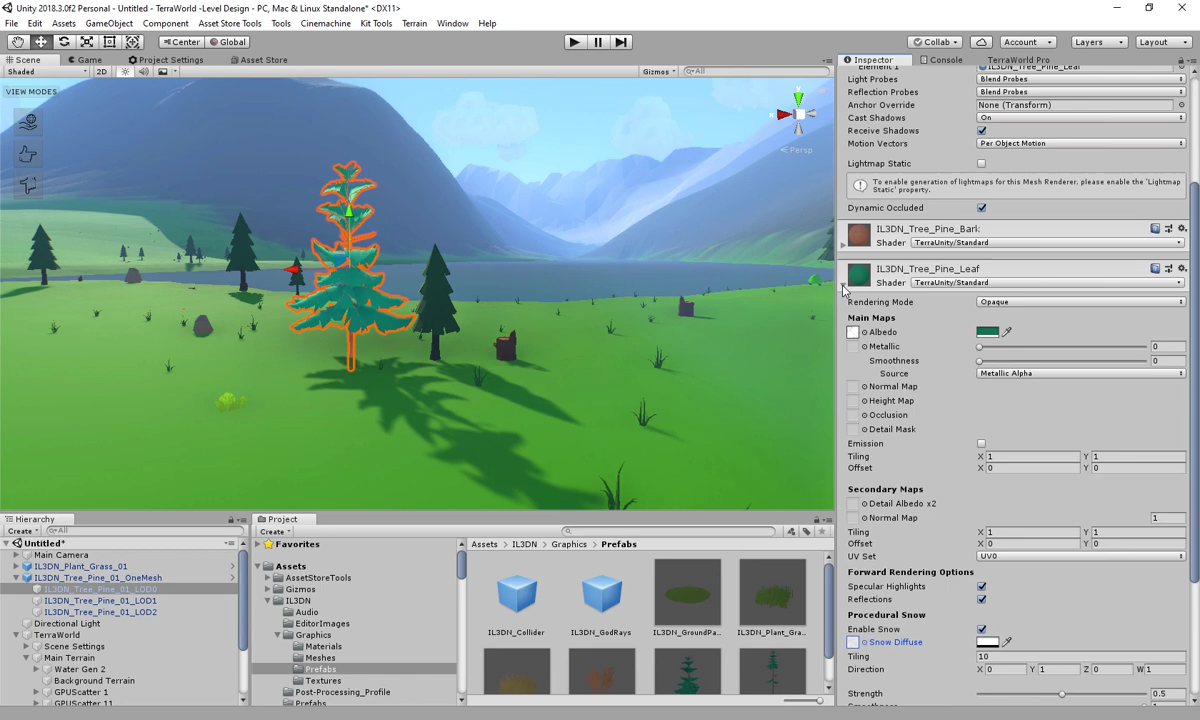 Unity 2018.3.0f2 Personal - Untitled - TerraWorld -Level Design - PC, Mac & Linux Standalone* <DX11>
File Edit Assets GameObject Component Asset Store Tools Tools Cinemachine Kit Tools Terrain Window Help
Center Global Collab Account Layers Layout
Scene Game Project Settings Asset Store
Shaded 2D Gizmos All
VIEW MODES
Persp
Inspector Console TerraWorld Pro
Element 1 IL3DN_Tree_Pine_Leaf
Light Probes Blend Probes
Reflection Probes Blend Probes
Anchor Override None (Transform)
Cast Shadows On
Receive Shadows
Motion Vectors Per Object Motion
Lightmap Static
To enable generation of lightmaps for this Mesh Renderer, please enable the 'Lightmap
Static' property.
Dynamic Occluded
IL3DN_Tree_Pine_Bark
Shader TerraUnity/Standard
IL3DN_Tree_Pine_Leaf
Shader TerraUnity/Standard
Rendering Mode Opaque
Main Maps
Albedo
Metallic 0
Smoothness 0
Source Metallic Alpha
Normal Map
Height Map
Occlusion
Detail Mask
Emission
Tiling X 1 Y 1
Offset X 0 Y 0
Secondary Maps
Detail Albedo x2
Normal Map 1
Tiling X 1 Y 1
Offset X 0 Y 0
UV Set UV0
Forward Rendering Options
Specular Highlights
Reflections
Procedural Snow
Enable Snow
Snow Diffuse
Tiling 10
Direction X 0 Y 1 Z 0 W 1
Strength 0.5
Hierarchy
Create All
Untitled*
Main Camera
IL3DN_Plant_Grass_01
IL3DN_Tree_Pine_01_OneMesh
IL3DN_Tree_Pine_01_LOD0
IL3DN_Tree_Pine_01_LOD1
IL3DN_Tree_Pine_01_LOD2
Directional Light
TerraWorld
Scene Settings
Main Terrain
Water Gen 2
Background Terrain
GPUScatter 1
GPUScatter 11
Project
Create
Favorites
Assets
AssetStoreTools
Gizmos
IL3DN
Audio
EditorImages
Graphics
Materials
Meshes
Prefabs
Textures
Post-Processing_Profile
Prefabs
Assets IL3DN Graphics Prefabs
IL3DN_Collider IL3DN_GodRays IL3DN_GroundPa... IL3DN_Plant_Gra...